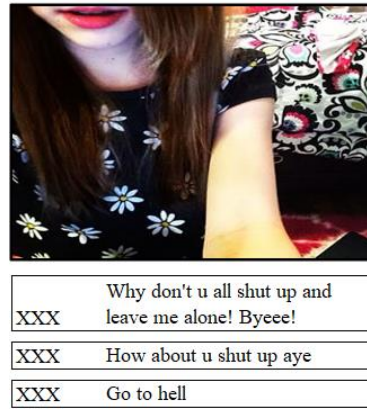 Why don't u all shut up and
XXX leave me alone! Byeee!
XXX How about u shut up aye
XXX Go to hell